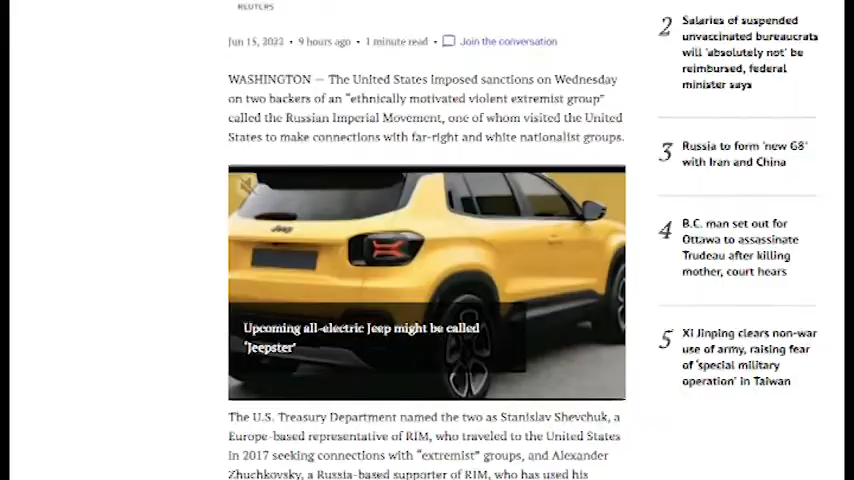 REUTERS
Jun 15, 2022 • 9 hours ago • 1 minute read • Join the conversation
WASHINGTON — The United States imposed sanctions on Wednesday
on two backers of an "ethnically motivated violent extremist group"
called the Russian Imperial Movement, one of whom visited the United
States to make connections with far-right and white nationalist groups.
Jeep
Upcoming all-electric Jeep might be called
'Jeepster'
The U.S. Treasury Department named the two as Stanislav Shevchuk, a
Europe-based representative of RIM, who traveled to the United States
in 2017 seeking connections with "extremist" groups, and Alexander
Zhuchkovsky, a Russia-based supporter of RIM, who has used his
2
Salaries of suspended
unvaccinated bureaucrats
will 'absolutely not' be
reimbursed, federal
minister says
3
Russia to form 'new G8'
with Iran and China
4
B.C. man set out for
Ottawa to assassinate
Trudeau after killing
mother, court hears
5
Xi Jinping clears non-war
use of army, raising fear
of 'special military
operation' in Taiwan